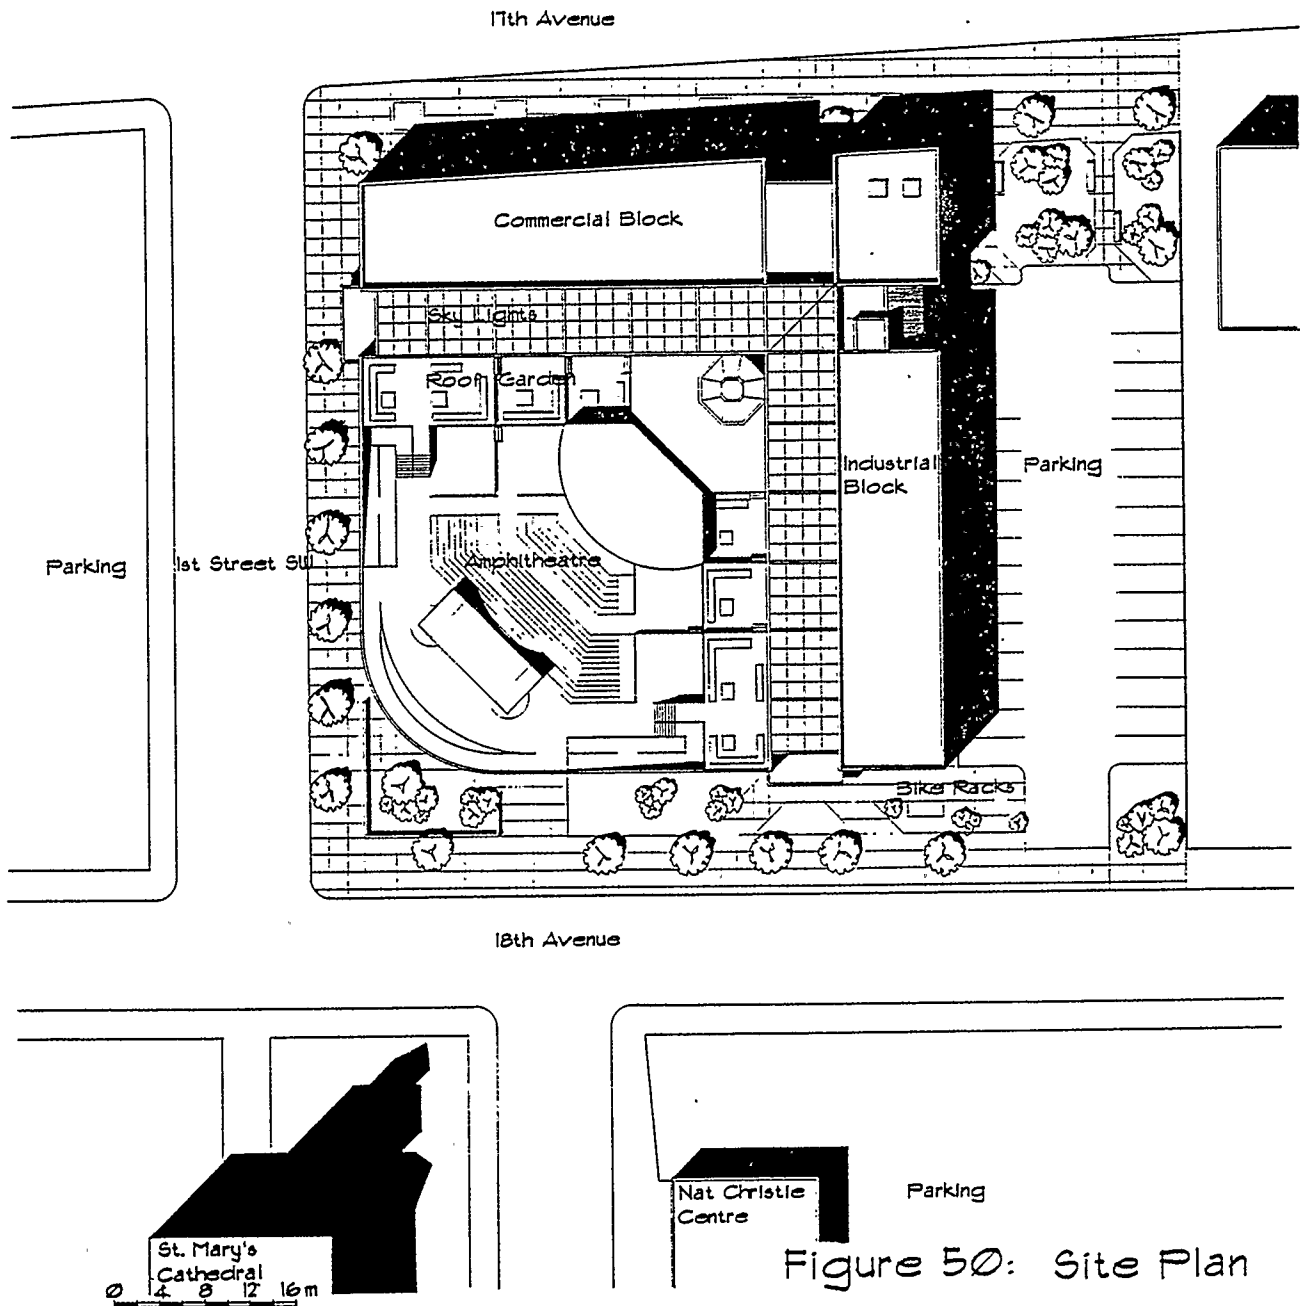 17th Avenue
Commercial Block
Sky Lights
Roof Garden
Industrial
Block
Parking
Parking
1st Street SW
Amphitheatre
Bike Racks
18th Avenue
Nat Christie
Centre
Parking
St. Mary's
Cathedral
0 4 8 12 16 m
Figure 50: Site Plan